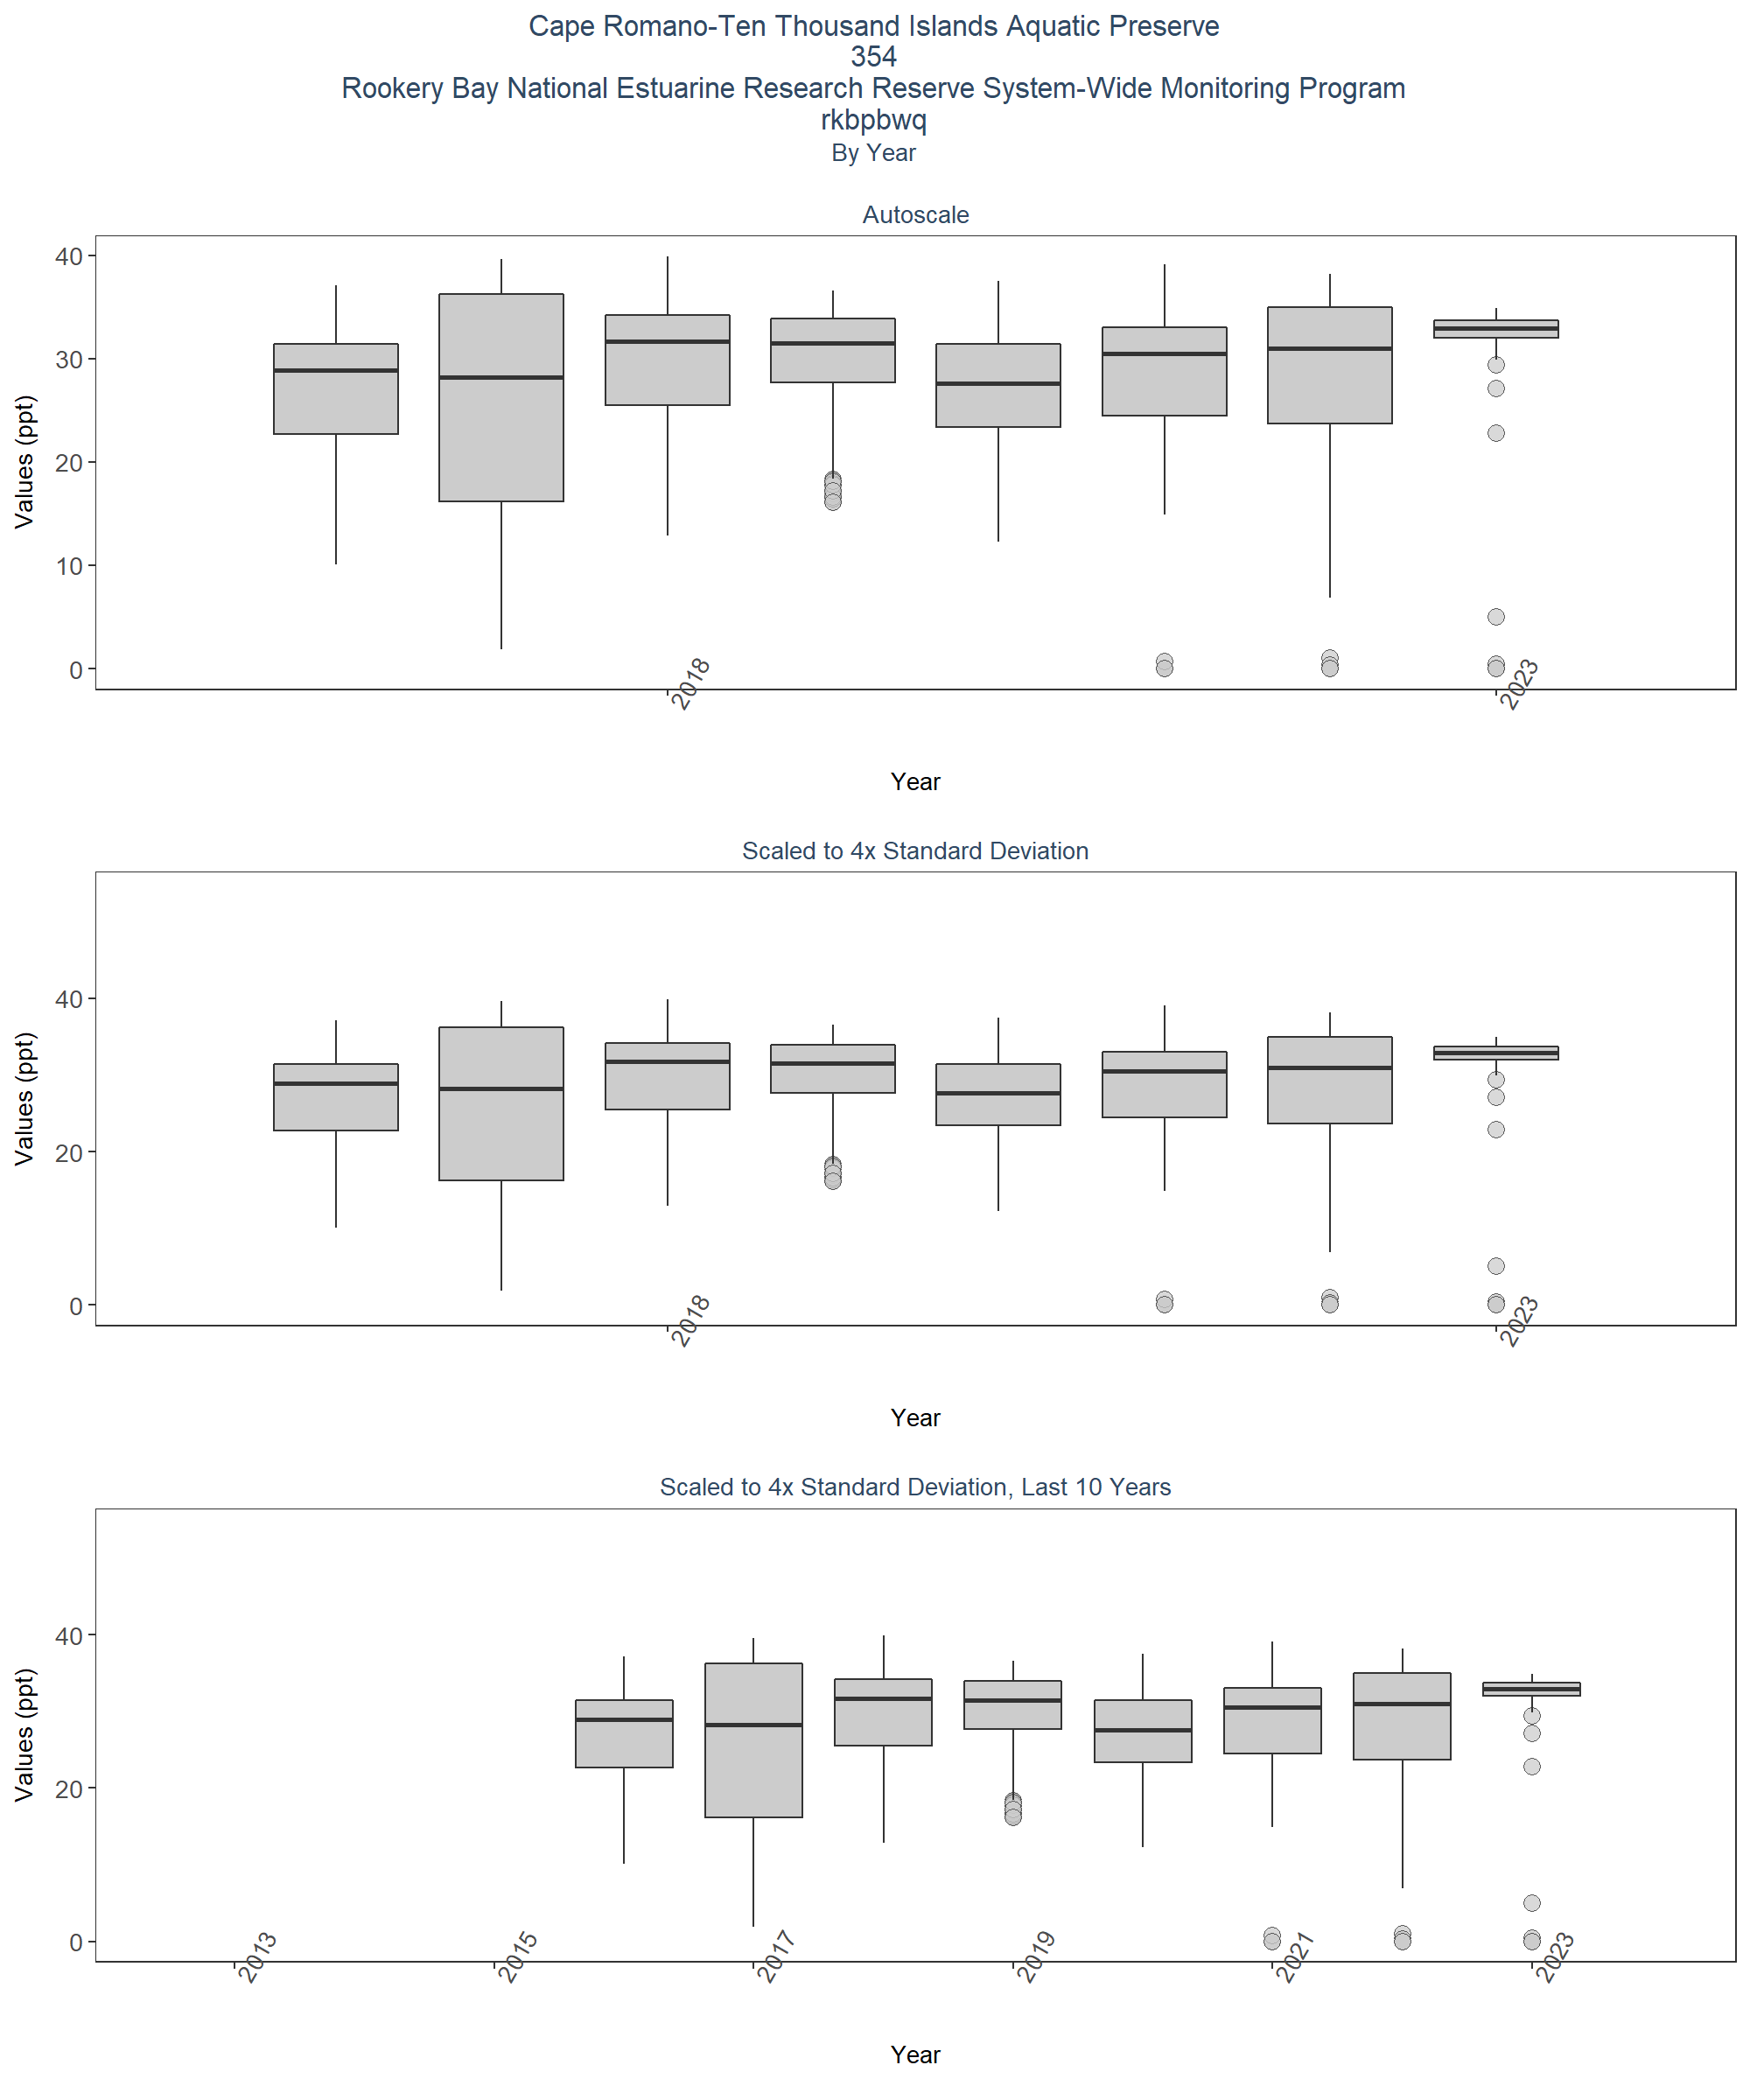 Cape Romano-Ten Thousand Islands Aquatic Preserve
354
Rookery Bay National Estuarine Research Reserve System-Wide Monitoring Program
rkbpbwq
By Year
Autoscale
40
30
20
10
0
Values (ppt)
2018
2023
Year
Scaled to 4x Standard Deviation
40
20
0
Values (ppt)
2018
2023
Year
Scaled to 4x Standard Deviation, Last 10 Years
40
20
0
Values (ppt)
2013
2015
2017
2019
2021
2023
Year